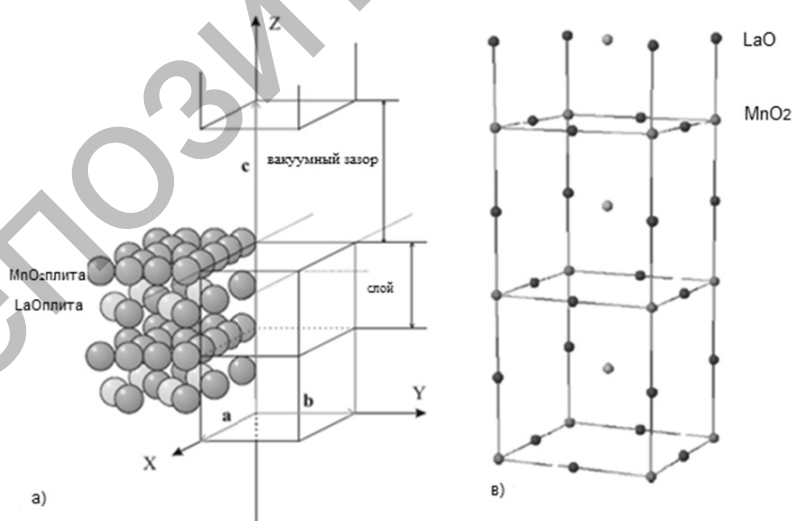 Z
c
вакуумный зазор
MnO₂плита
LaOплита
слой
a
b
Y
X
а)
LaO
MnO2
в)